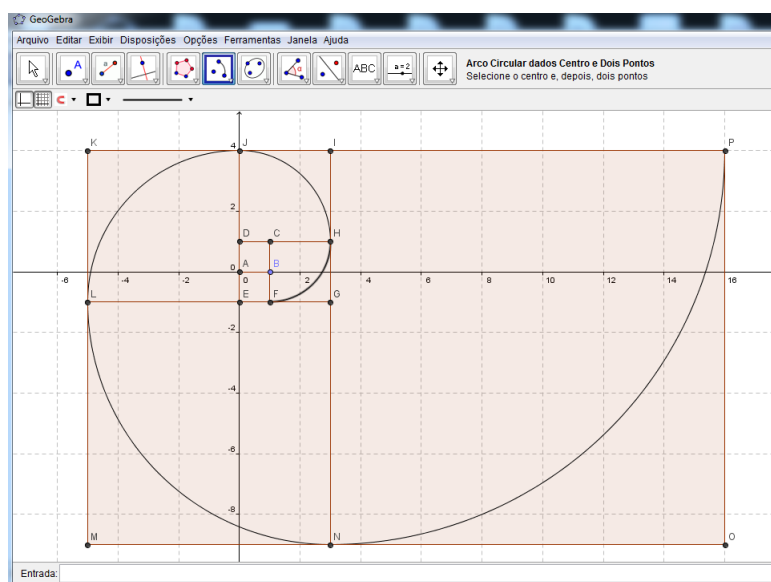 GeoGebra
Arquivo Editar Exibir Disposições Opções Ferramentas Janela Ajuda
A a α ABC a=2 Arco Circular dados Centro e Dois Pontos
Selecione o centro e, depois, dois pontos
K 4 J I P
2
D C H
A B
-6 -4 -2 0 0 2 4 6 8 10 12 14 16
L E F G
-2
-4
-6
-8
M N O
Entrada: